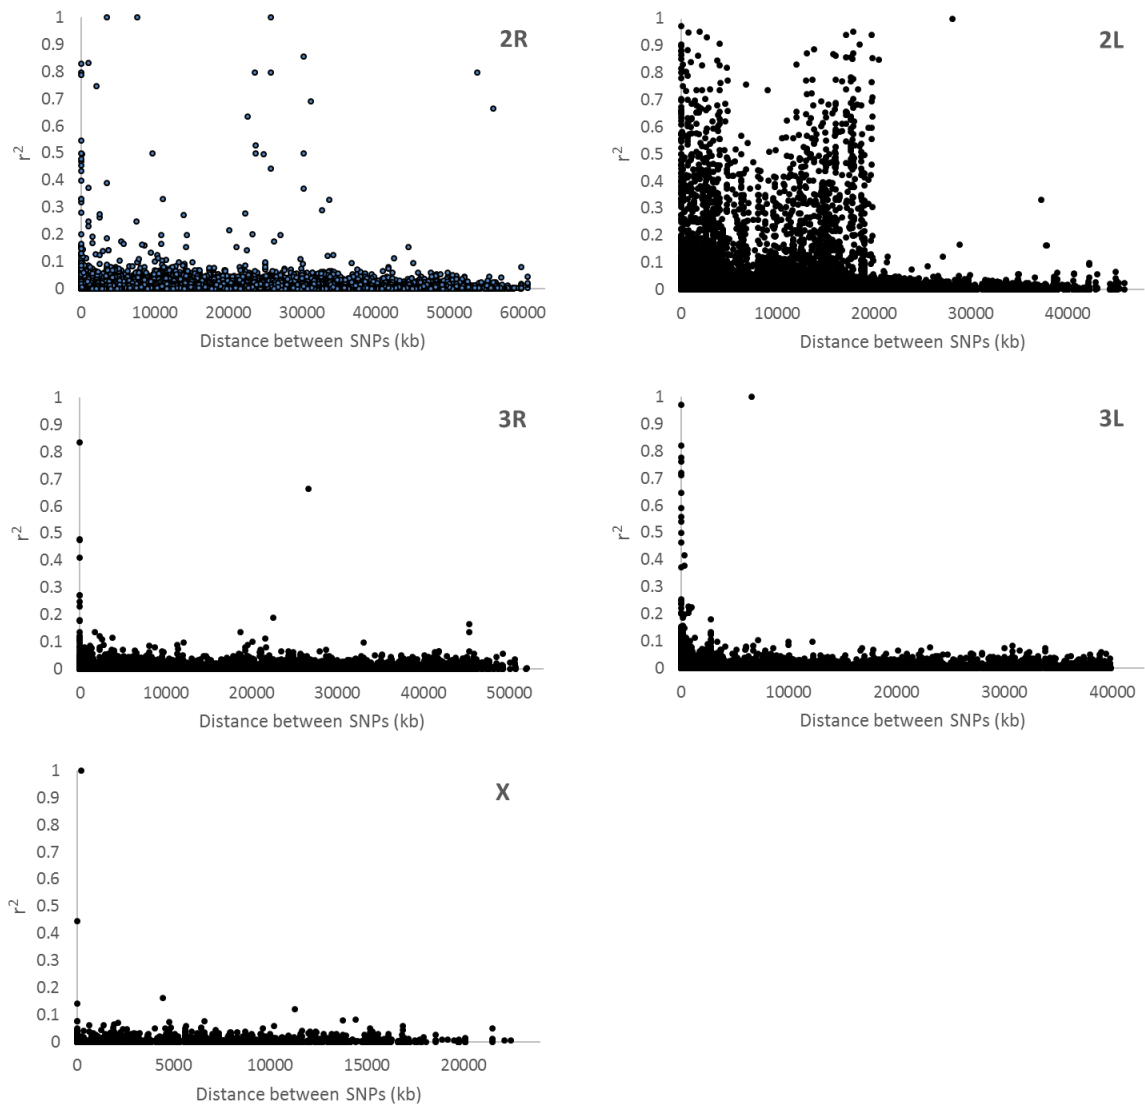 2R
r²
1
0.9
0.8
0.7
0.6
0.5
0.4
0.3
0.2
0.1
0
0 10000 20000 30000 40000 50000 60000
Distance between SNPs (kb)
2L
r²
1
0.9
0.8
0.7
0.6
0.5
0.4
0.3
0.2
0.1
0
0 10000 20000 30000 40000
Distance between SNPs (kb)
3R
r²
1
0.9
0.8
0.7
0.6
0.5
0.4
0.3
0.2
0.1
0
0 10000 20000 30000 40000 50000
Distance between SNPs (kb)
3L
r²
1
0.9
0.8
0.7
0.6
0.5
0.4
0.3
0.2
0.1
0
0 10000 20000 30000 40000
Distance between SNPs (kb)
X
r²
1
0.9
0.8
0.7
0.6
0.5
0.4
0.3
0.2
0.1
0
0 5000 10000 15000 20000
Distance between SNPs (kb)